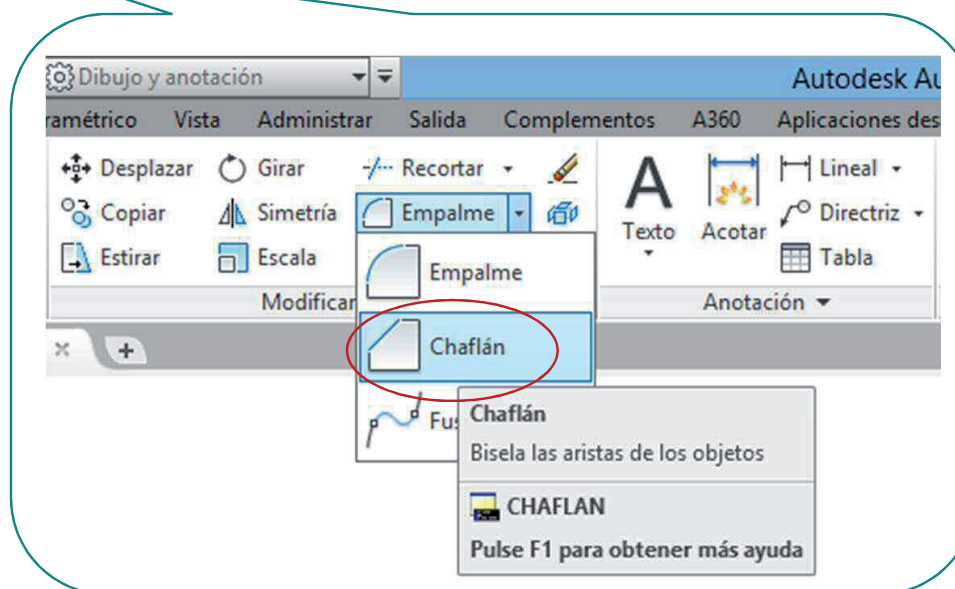 Dibujo y anotación
Autodesk Au
ramétrico Vista Administrar Salida Complementos A360 Aplicaciones des
Desplazar Girar Recortar
Copiar Simetría Empalme
Estirar Escala
Texto Acotar
Lineal
Directriz
Tabla
Modificar Anotación
Empalme
Chaflán
Fus
Chaflán
Bisela las aristas de los objetos
CHAFLAN
Pulse F1 para obtener más ayuda